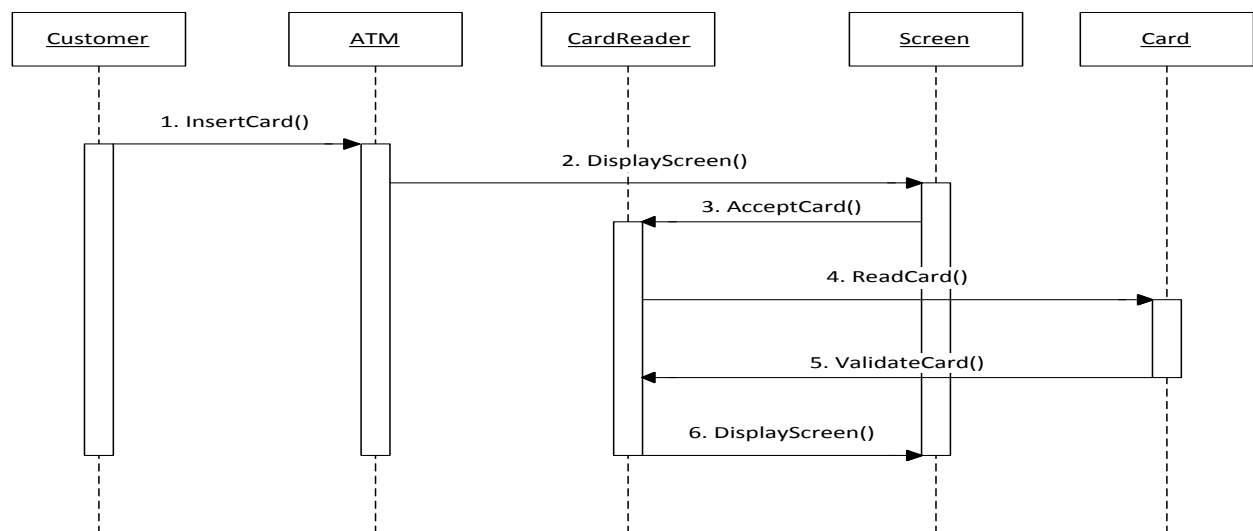 Customer
ATM
CardReader
Screen
Card
1. InsertCard()
2. DisplayScreen()
3. AcceptCard()
4. ReadCard()
5. ValidateCard()
6. DisplayScreen()